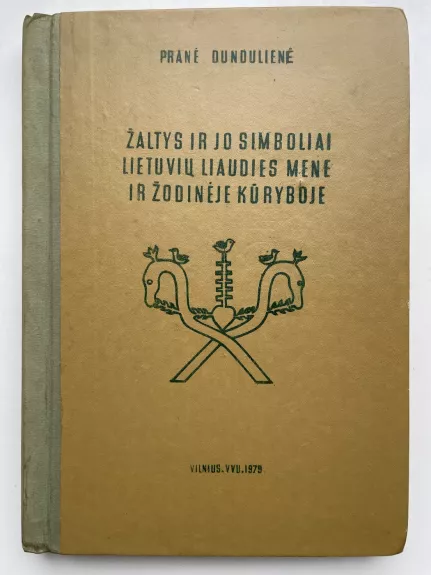 PRANĖ DUNDULIENĖ
ŽALTYS IR JO SIMBOLIAI
LIETUVIŲ LIAUDIES MENE
IR ŽODINĖJE KŪRYBOJE
VILNIUS.VVU.1979